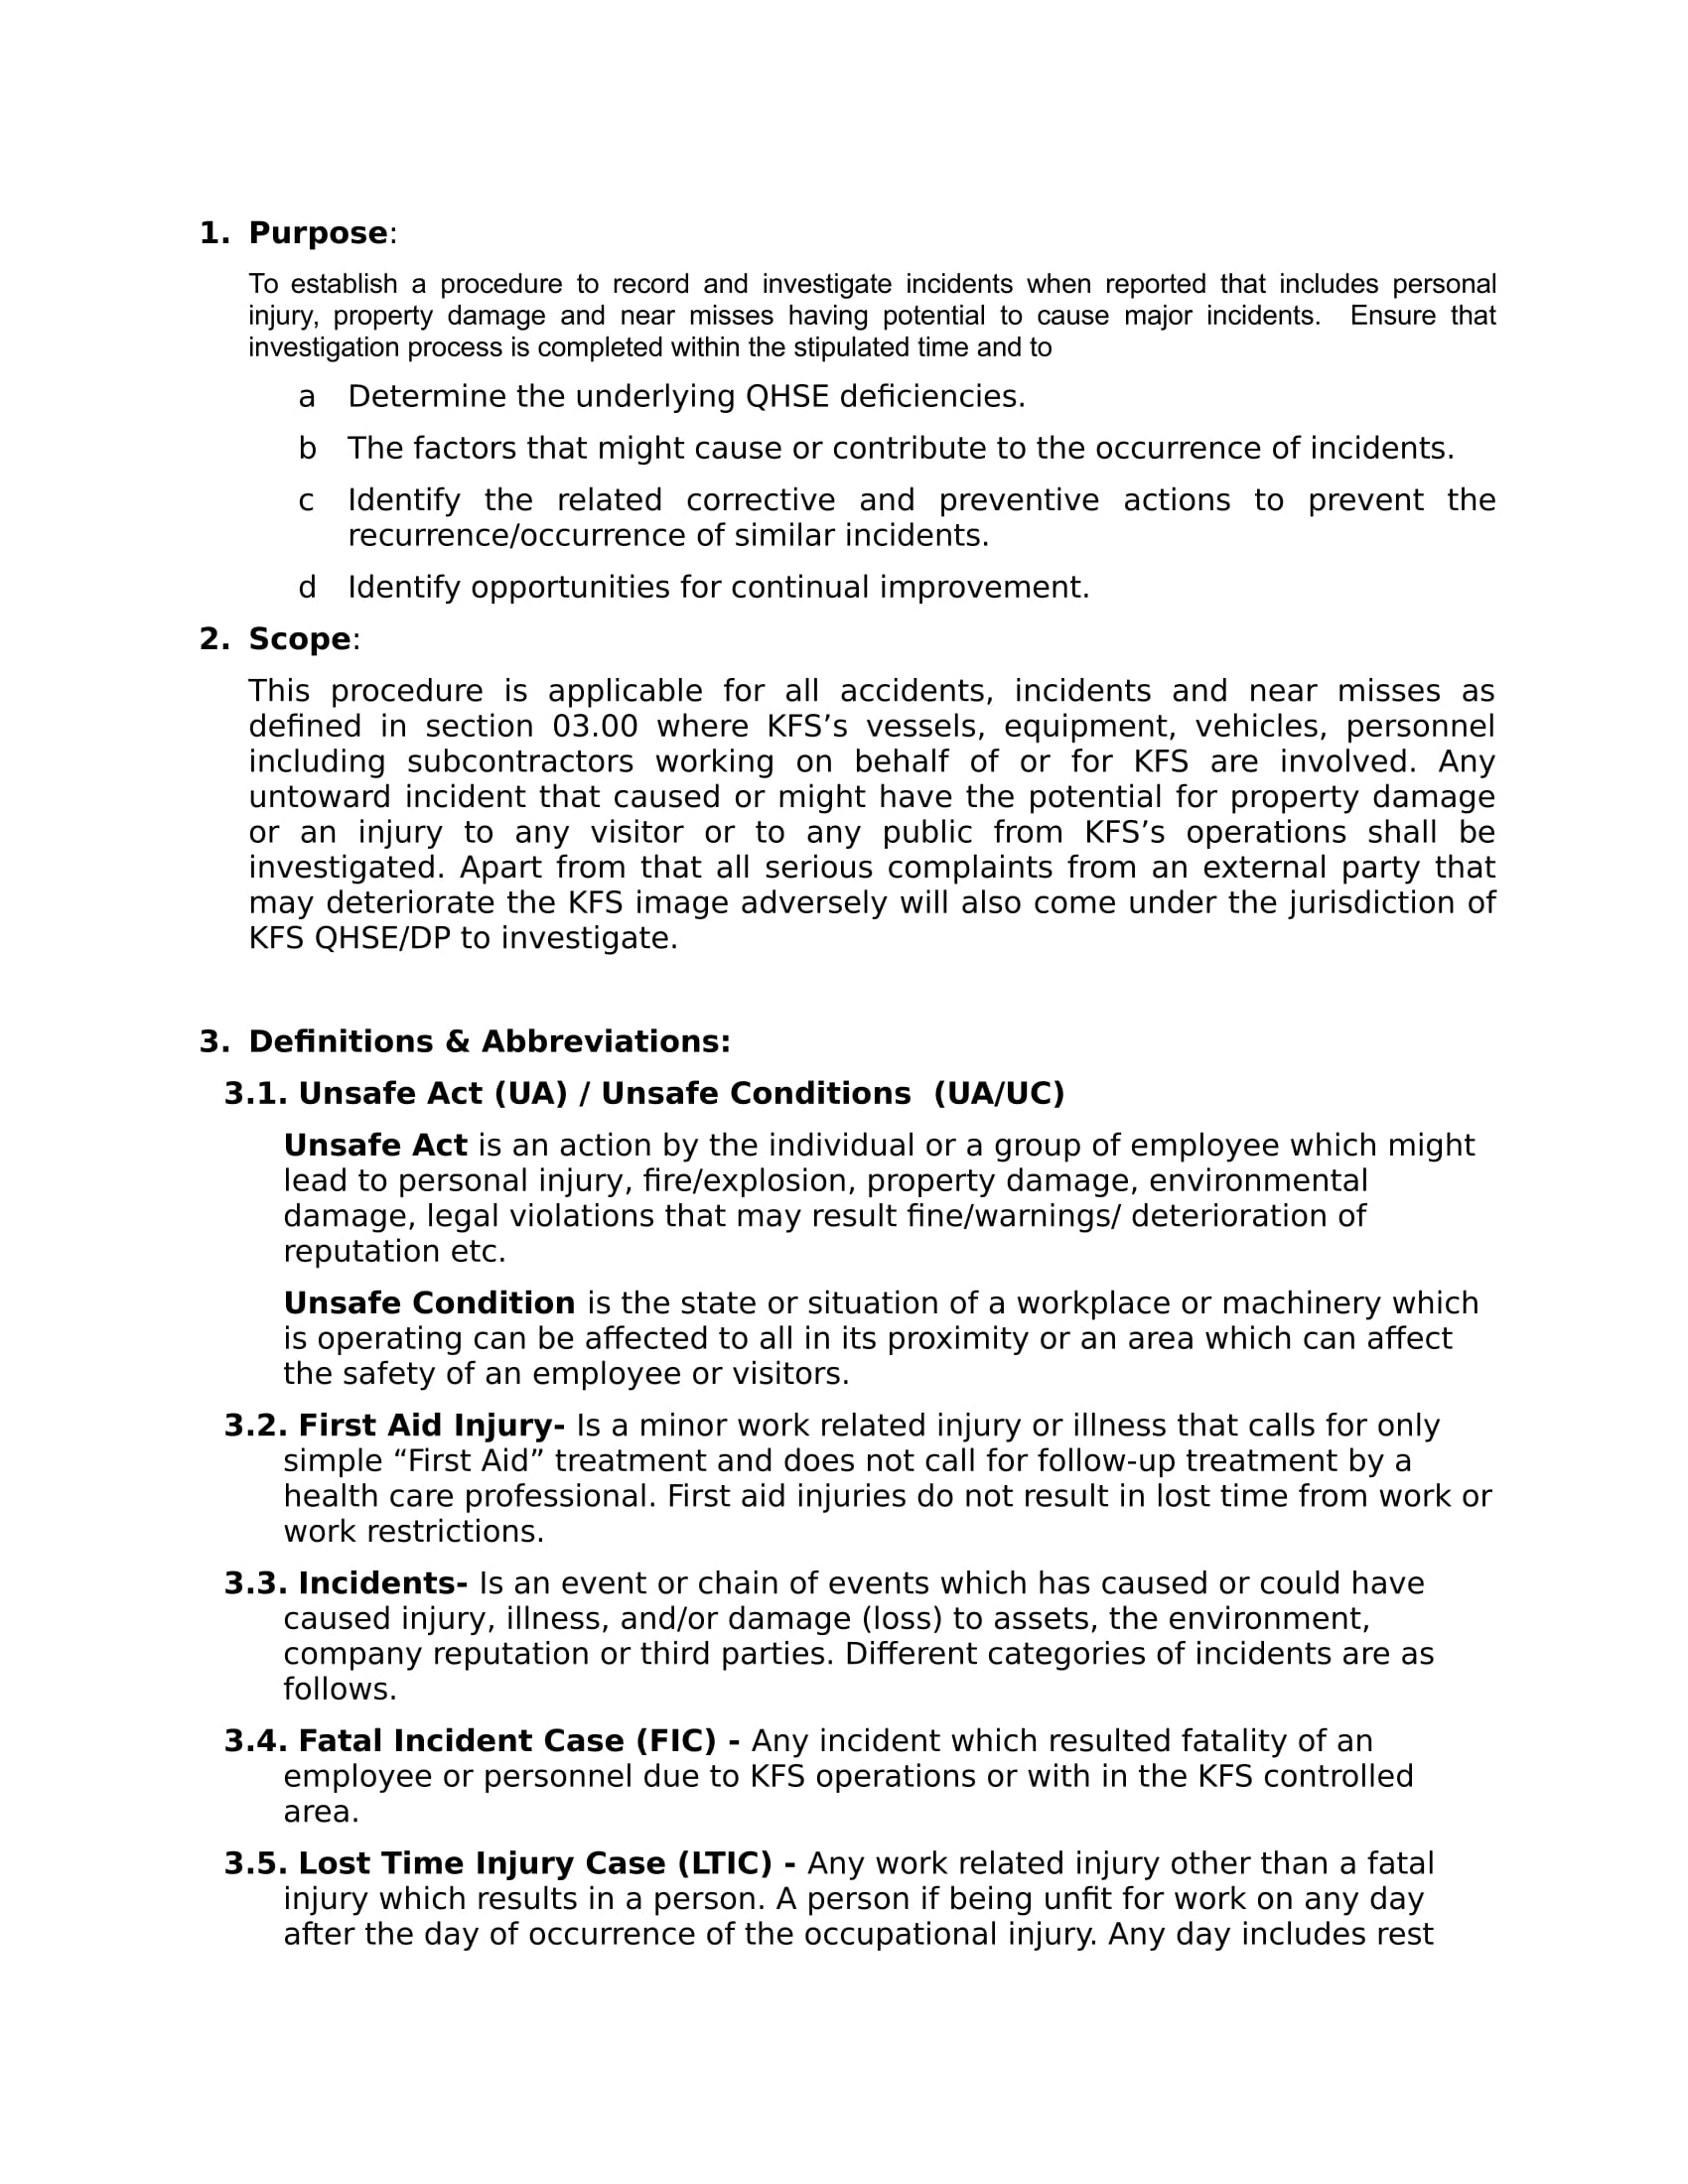 1. Purpose:
To establish a procedure to record and investigate incidents when reported that includes personal
injury, property damage and near misses having potential to cause major incidents.  Ensure that
investigation process is completed within the stipulated time and to
a Determine the underlying QHSE deficiencies.
b The factors that might cause or contribute to the occurrence of incidents.
c Identify the related corrective and preventive actions to prevent the
recurrence/occurrence of similar incidents.
d Identify opportunities for continual improvement.
2. Scope:
This procedure is applicable for all accidents, incidents and near misses as
defined in section 03.00 where KFS’s vessels, equipment, vehicles, personnel
including subcontractors working on behalf of or for KFS are involved. Any
untoward incident that caused or might have the potential for property damage
or an injury to any visitor or to any public from KFS’s operations shall be
investigated. Apart from that all serious complaints from an external party that
may deteriorate the KFS image adversely will also come under the jurisdiction of
KFS QHSE/DP to investigate.
3. Definitions & Abbreviations:
3.1. Unsafe Act (UA) / Unsafe Conditions  (UA/UC)
Unsafe Act is an action by the individual or a group of employee which might
lead to personal injury, fire/explosion, property damage, environmental
damage, legal violations that may result fine/warnings/ deterioration of
reputation etc.
Unsafe Condition is the state or situation of a workplace or machinery which
is operating can be affected to all in its proximity or an area which can affect
the safety of an employee or visitors.
3.2. First Aid Injury- Is a minor work related injury or illness that calls for only
simple “First Aid” treatment and does not call for follow-up treatment by a
health care professional. First aid injuries do not result in lost time from work or
work restrictions.
3.3. Incidents- Is an event or chain of events which has caused or could have
caused injury, illness, and/or damage (loss) to assets, the environment,
company reputation or third parties. Different categories of incidents are as
follows.
3.4. Fatal Incident Case (FIC) - Any incident which resulted fatality of an
employee or personnel due to KFS operations or with in the KFS controlled
area.
3.5. Lost Time Injury Case (LTIC) - Any work related injury other than a fatal
injury which results in a person. A person if being unfit for work on any day
after the day of occurrence of the occupational injury. Any day includes rest